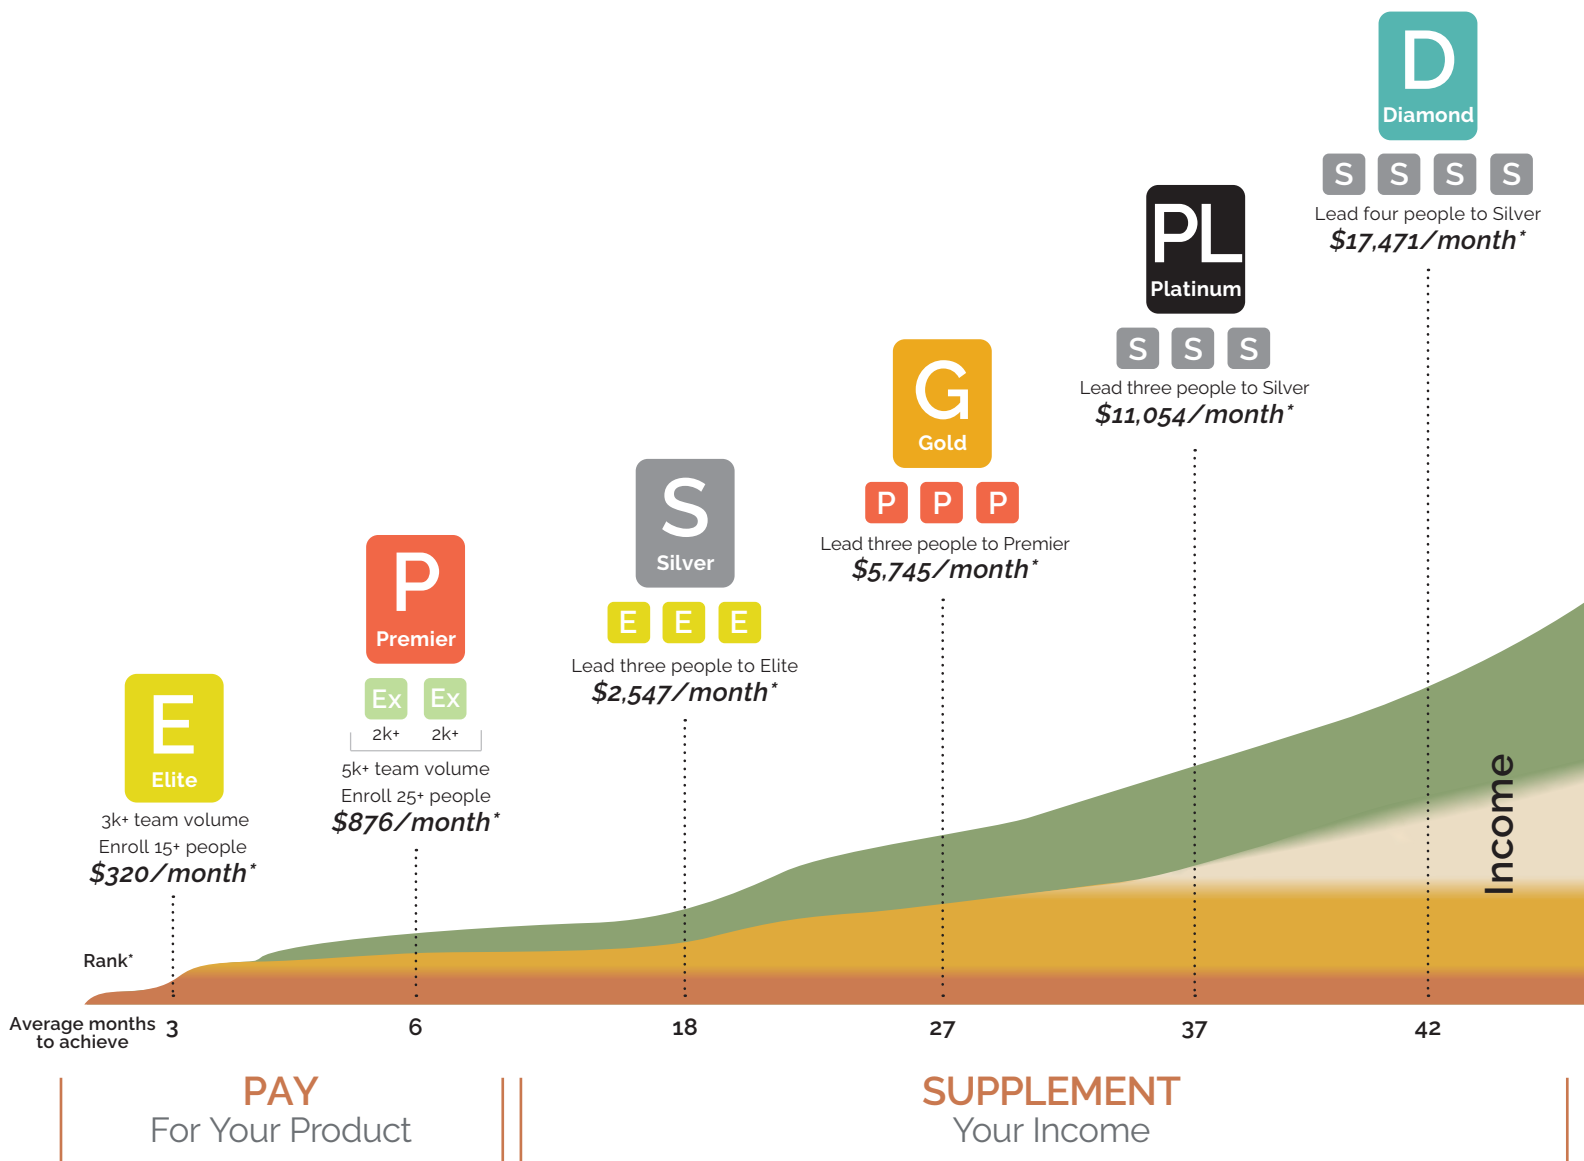 D
Diamond
S S S S
Lead four people to Silver
$17,471/month*
PL
Platinum
S S S
Lead three people to Silver
$11,054/month*
G
Gold
P P P
Lead three people to Premier
$5,745/month*
S
Silver
E E E
Lead three people to Elite
$2,547/month*
P
Premier
Ex Ex
2k+ 2k+
5k+ team volume
Enroll 25+ people
$876/month*
E
Elite
3k+ team volume
Enroll 15+ people
$320/month*
Income
Rank*
Average months
to achieve
3 6 18 27 37 42
PAY
For Your Product
SUPPLEMENT
Your Income